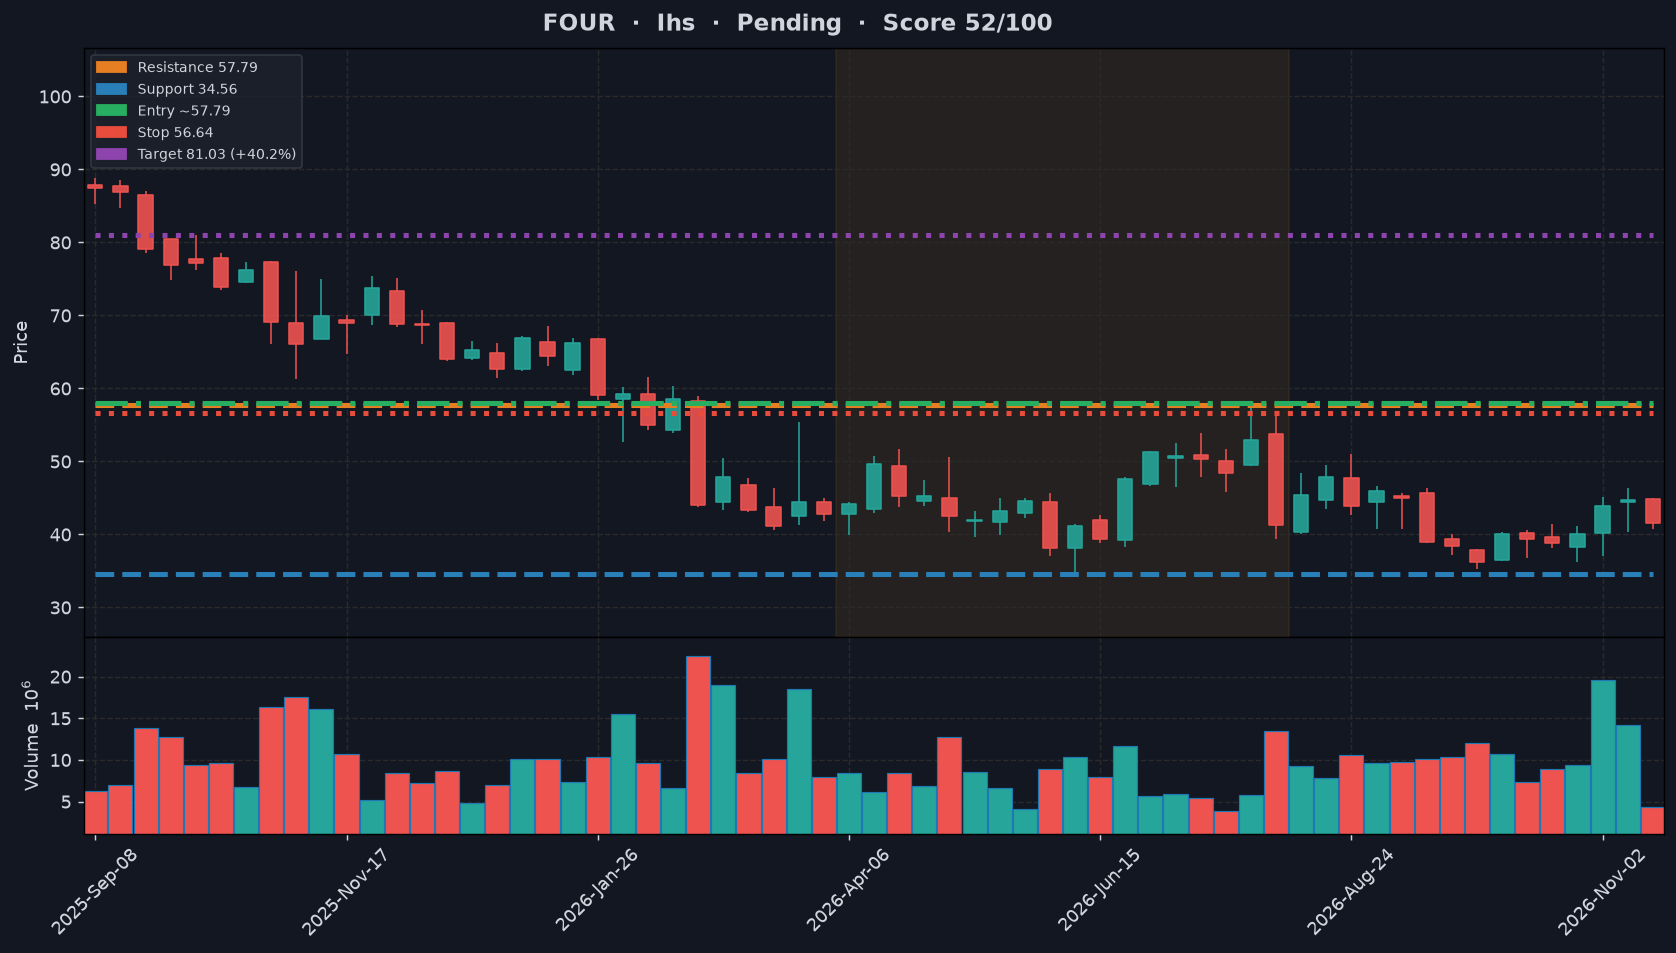 FOUR · Ihs · Pending · Score 52/100
Resistance 57.79
Support 34.56
Entry ~57.79
Stop 56.64
Target 81.03 (+40.2%)
100
90
80
70
60
50
40
30
Price
20
15
10
5
Volume 10⁶
2025-Sep-08
2025-Nov-17
2026-Jan-26
2026-Apr-06
2026-Jun-15
2026-Aug-24
2026-Nov-02